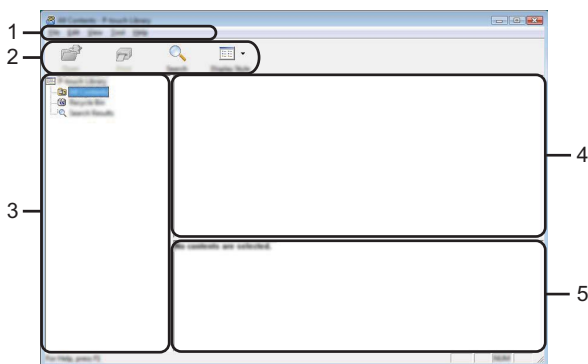 All Contents - P-touch Library
1
File Edit View Tool Help
2
Open Print Search Display Style
P-touch Library
All Contents
Recycle Bin
Search Results
3
4
No contents are selected.
5
For Help, press F1
NUM